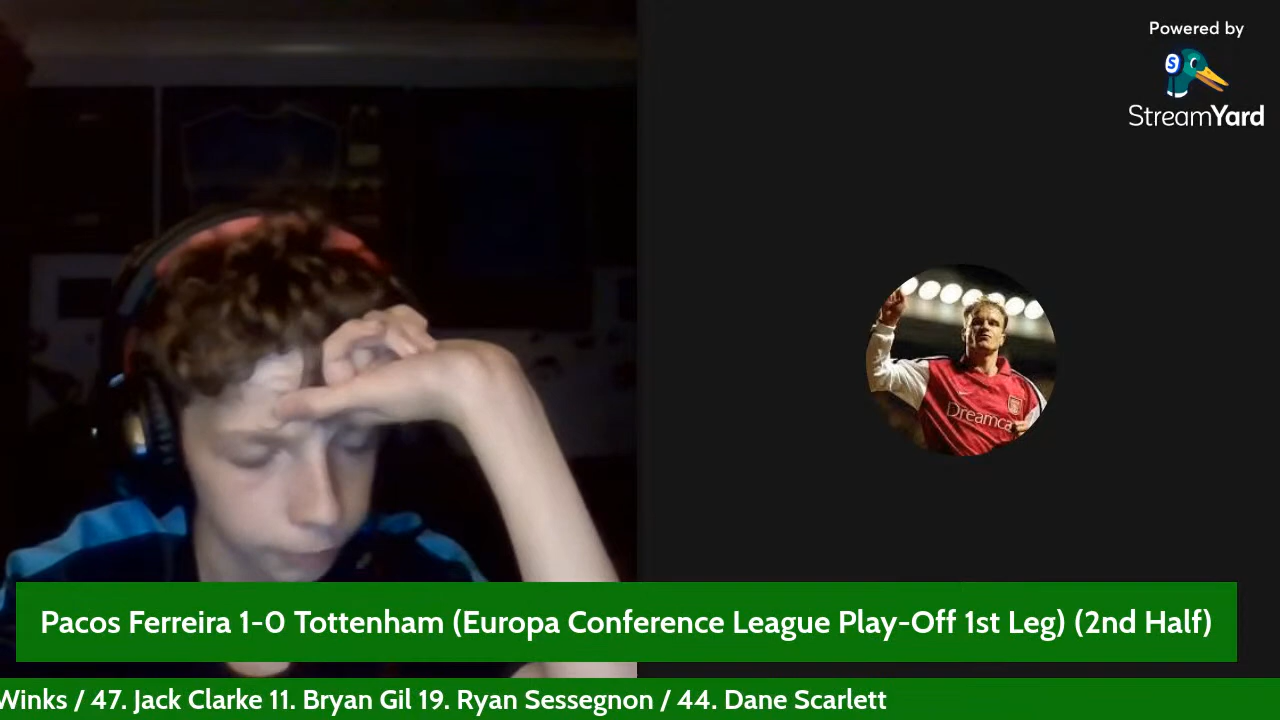 Powered by
S
StreamYard
Dreamca
Pacos Ferreira 1-0 Tottenham (Europa Conference League Play-Off 1st Leg) (2nd Half)
Winks / 47. Jack Clarke 11. Bryan Gil 19. Ryan Sessegnon / 44. Dane Scarlett